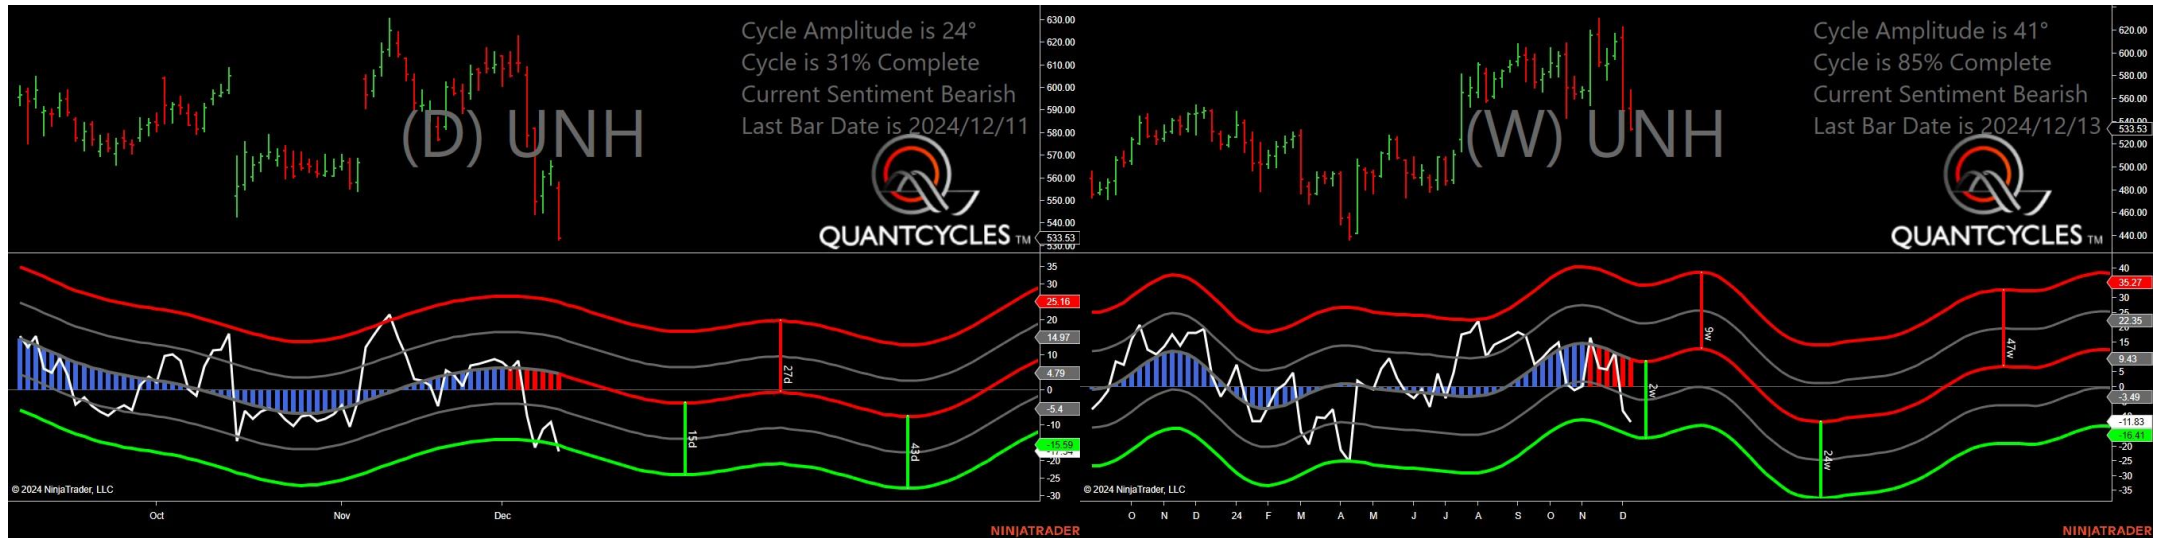 Cycle Amplitude is 24°
Cycle is 31% Complete
Current Sentiment Bearish
Last Bar Date is 2024/12/11
(D) UNH
QUANTCYCLES TM
630.00
620.00
610.00
600.00
590.00
580.00
570.00
560.00
550.00
540.00
533.53
530.00
35
30
25.16
20
14.97
10
4.79
0
-5.4
-10
-15.59
-20
-25
-30
27d
15d
43d
© 2024 NinjaTrader, LLC
Oct Nov Dec
NINJATRADER
Cycle Amplitude is 41°
Cycle is 85% Complete
Current Sentiment Bearish
Last Bar Date is 2024/12/13
(W) UNH
QUANTCYCLES TM
620.00
600.00
580.00
560.00
540.00
533.53
520.00
500.00
480.00
460.00
440.00
40
35.27
30
22.35
15
9.43
5
0
-3.49
-11.83
-16.41
-20
-25
-30
-35
9w
47w
2w
24w
© 2024 NinjaTrader, LLC
O N D 24 F M A M J J A S O N D
NINJATRADER